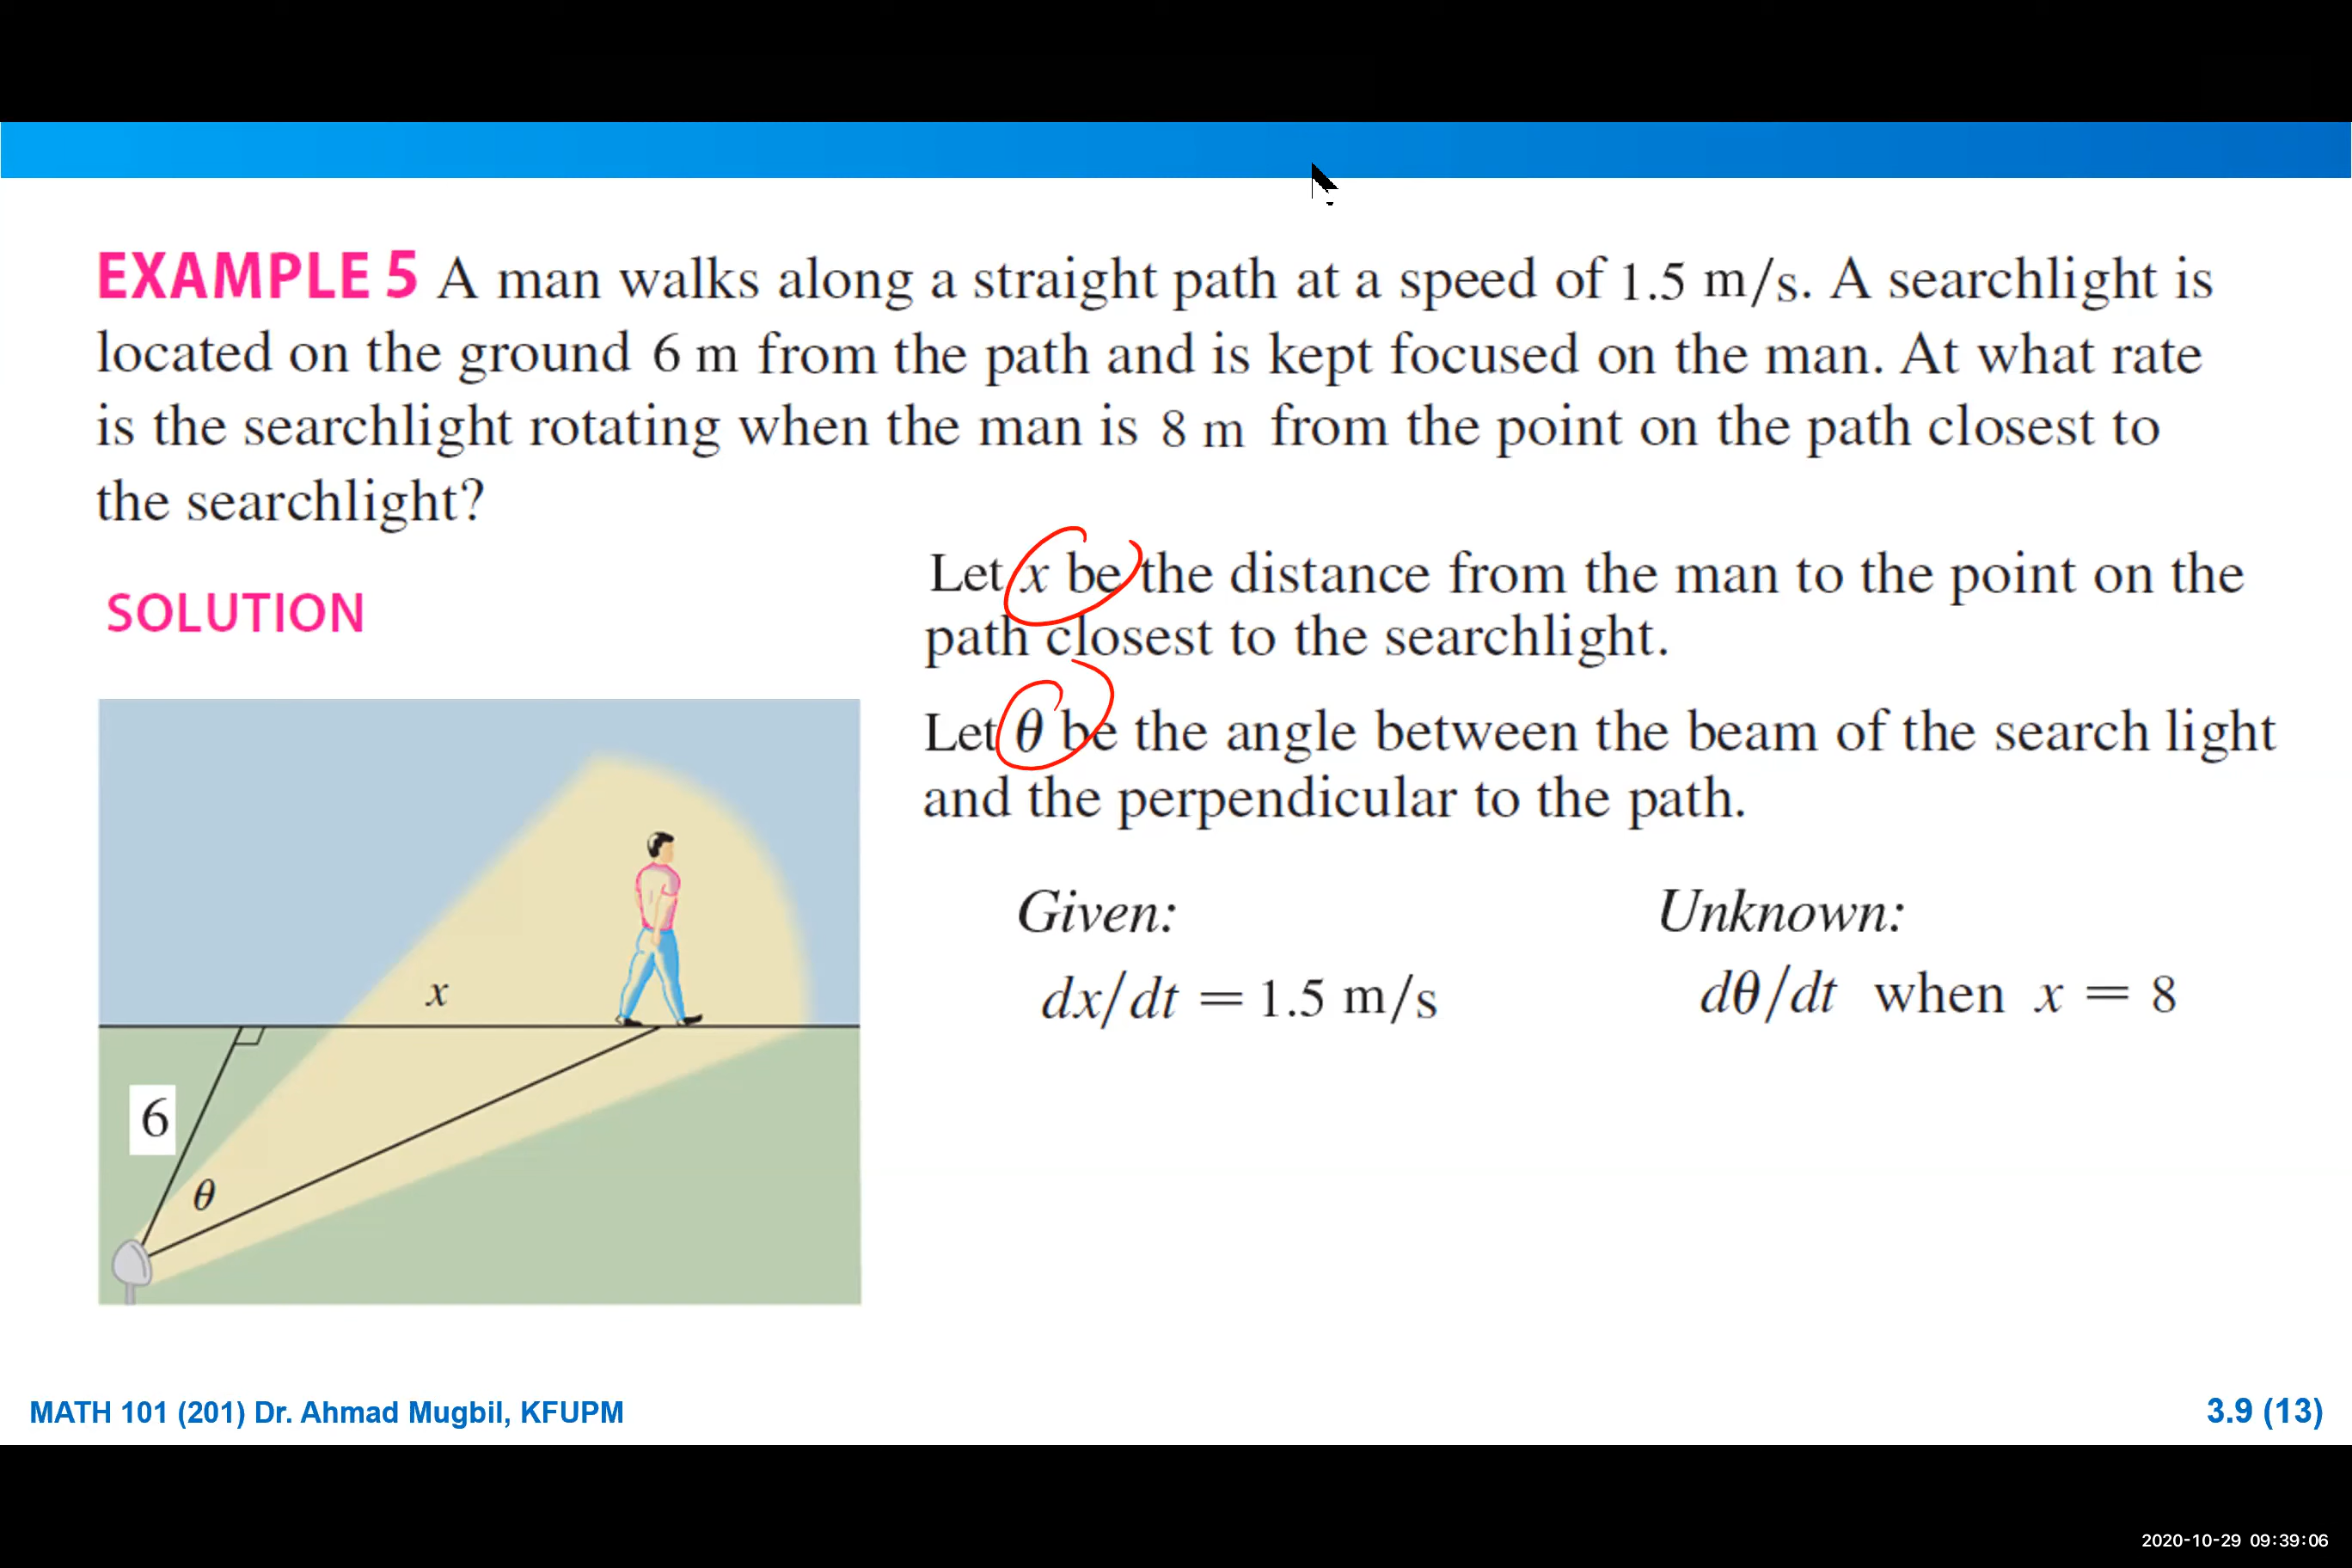 EXAMPLE 5 A man walks along a straight path at a speed of 1.5 m/s. A searchlight is
located on the ground 6 m from the path and is kept focused on the man. At what rate
is the searchlight rotating when the man is 8 m from the point on the path closest to
the searchlight?
SOLUTION
Let x be the distance from the man to the point on the
path closest to the searchlight.
Let θ be the angle between the beam of the search light
and the perpendicular to the path.
Given:
dx/dt = 1.5 m/s
Unknown:
dθ/dt when x = 8
x
6
θ
MATH 101 (201) Dr. Ahmad Mugbil, KFUPM
3.9 (13)
2020-10-29 09:39:06